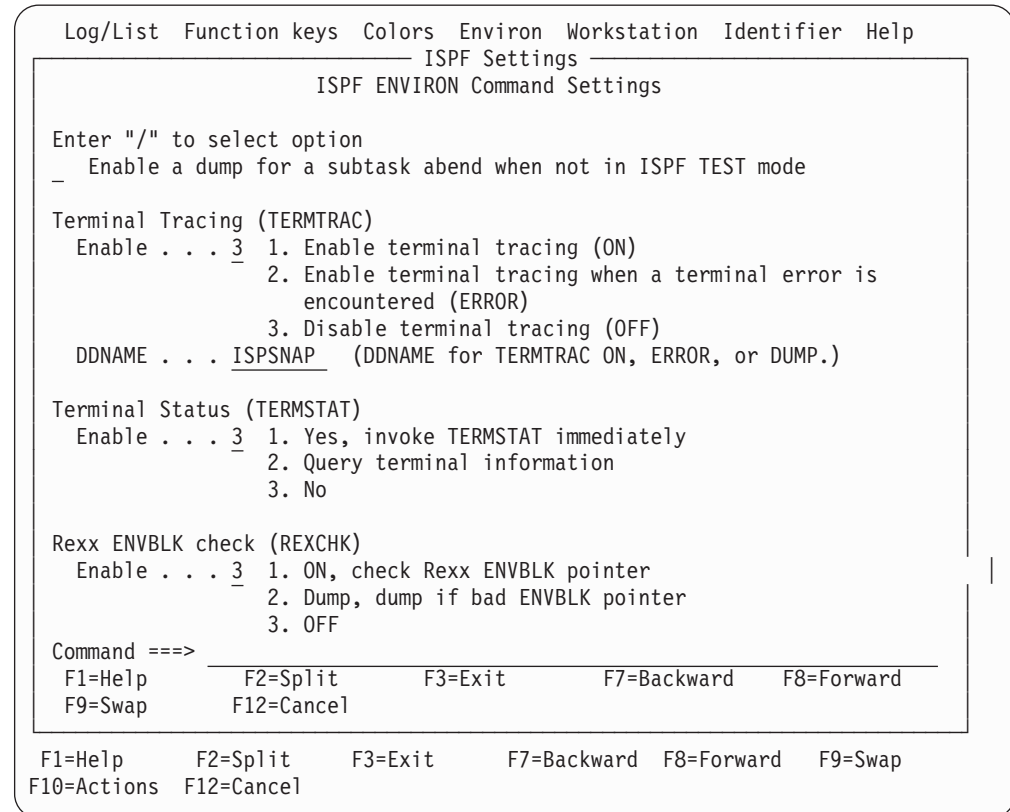 Log/List  Function keys  Colors  Environ  Workstation  Identifier  Help
ISPF Settings
ISPF ENVIRON Command Settings
Enter "/" to select option
_  Enable a dump for a subtask abend when not in ISPF TEST mode
Terminal Tracing (TERMTRAC)
Enable . . . 3  1. Enable terminal tracing (ON)
2. Enable terminal tracing when a terminal error is
encountered (ERROR)
3. Disable terminal tracing (OFF)
DDNAME . . . ISPSNAP  (DDNAME for TERMTRAC ON, ERROR, or DUMP.)
Terminal Status (TERMSTAT)
Enable . . . 3  1. Yes, invoke TERMSTAT immediately
2. Query terminal information
3. No
Rexx ENVBLK check (REXCHK)
Enable . . . 3  1. ON, check Rexx ENVBLK pointer
2. Dump, dump if bad ENVBLK pointer
3. OFF
Command ===>
F1=Help  F2=Split  F3=Exit  F7=Backward  F8=Forward
F9=Swap  F12=Cancel
F1=Help  F2=Split  F3=Exit  F7=Backward  F8=Forward  F9=Swap
F10=Actions  F12=Cancel